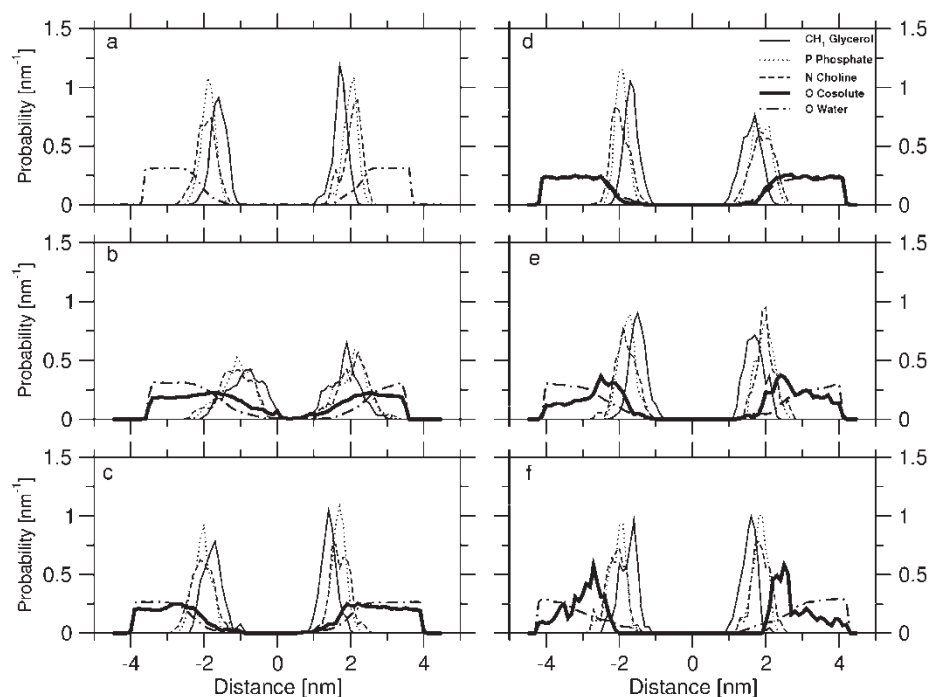 a
1.5
1
0.5
0
Probability [nm⁻¹]
d
CH₁ Glycerol
P Phosphate
N Choline
O Cosolute
O Water
1.5
1
0.5
0
b
1.5
1
0.5
0
Probability [nm⁻¹]
e
1.5
1
0.5
0
c
1.5
1
0.5
0
Probability [nm⁻¹]
-4 -2 0 2 4
Distance [nm]
f
1.5
1
0.5
0
-4 -2 0 2 4
Distance [nm]